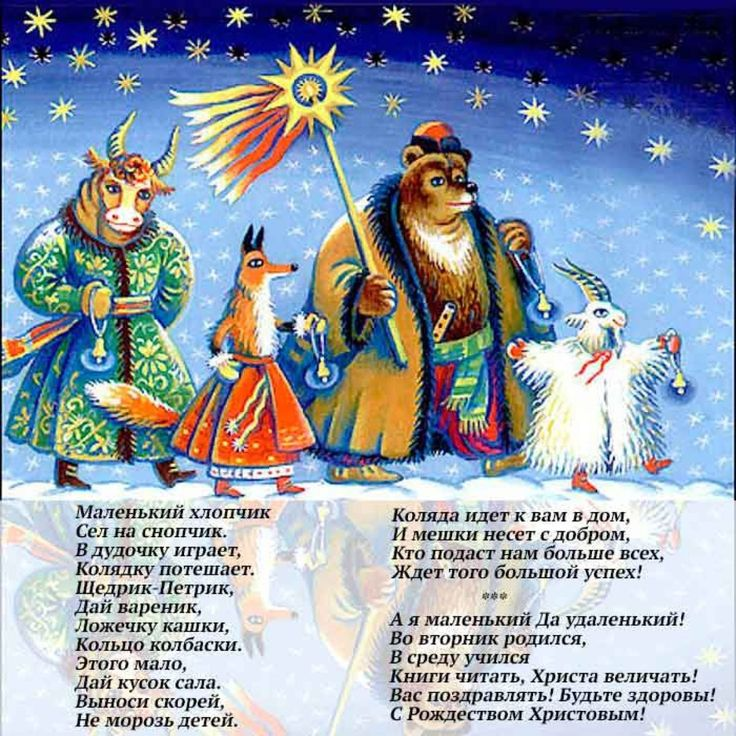 Маленький хлопчик
Сел на снопчик.
В дудочку играет,
Колядку потешает.
Щедрик-Петрик,
Дай вареник,
Ложечку кашки,
Кольцо колбаски.
Этого мало,
Дай кусок сала.
Выноси скорей,
Не морозь детей.
Коляда идет к вам в дом,
И мешки несет с добром,
Кто подаст нам больше всех,
Ждет того большой успех!
***
А я маленький Да удаленький!
Во вторник родился,
В среду учился
Книги читать, Христа величать!
Вас поздравлять! Будьте здоровы!
С Рождеством Христовым!